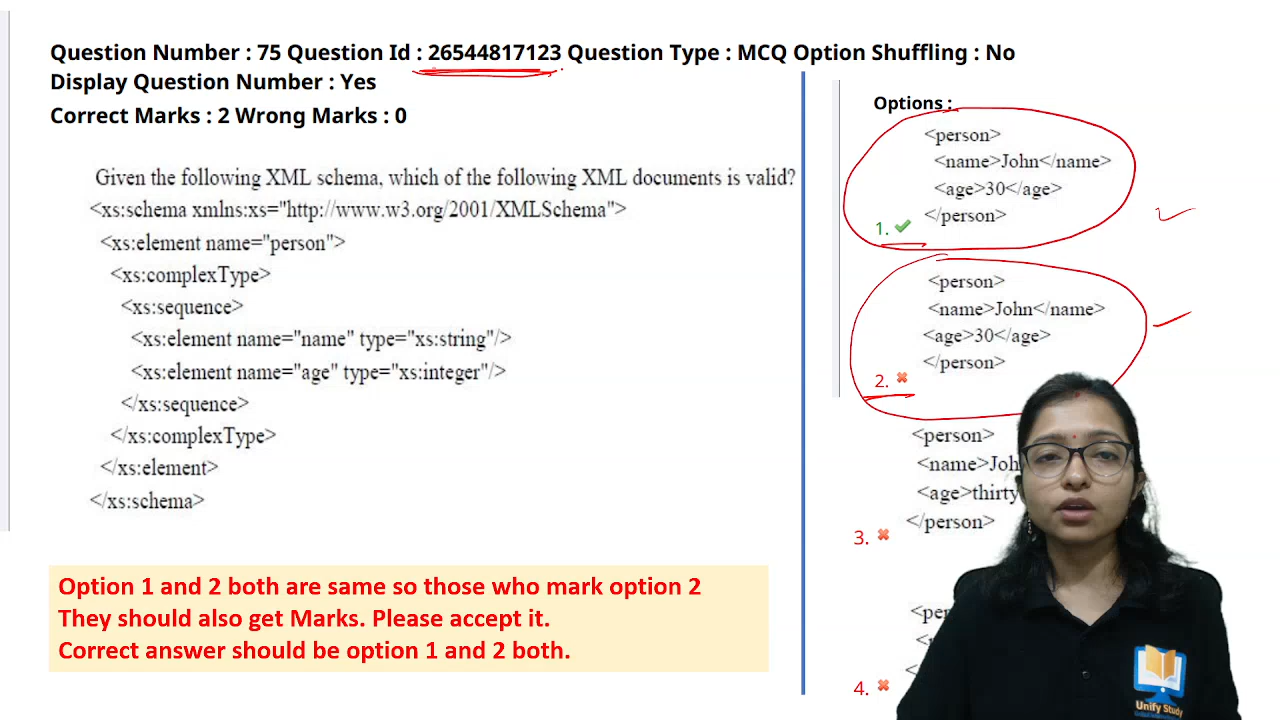 Question Number : 75 Question Id : 26544817123 Question Type : MCQ Option Shuffling : No
Display Question Number : Yes
Correct Marks : 2 Wrong Marks : 0
Given the following XML schema, which of the following XML documents is valid?
<xs:schema xmlns:xs="http://www.w3.org/2001/XMLSchema">
<xs:element name="person">
<xs:complexType>
<xs:sequence>
<xs:element name="name" type="xs:string"/>
<xs:element name="age" type="xs:integer"/>
</xs:sequence>
</xs:complexType>
</xs:element>
</xs:schema>
Option 1 and 2 both are same so those who mark option 2
They should also get Marks. Please accept it.
Correct answer should be option 1 and 2 both.
Options :
<person>
<name>John</name>
<age>30</age>
</person>
1.
<person>
<name>John</name>
<age>30</age>
</person>
2.
<person>
<name>
<age>thirty
</person>
3.
4.
Unify Study